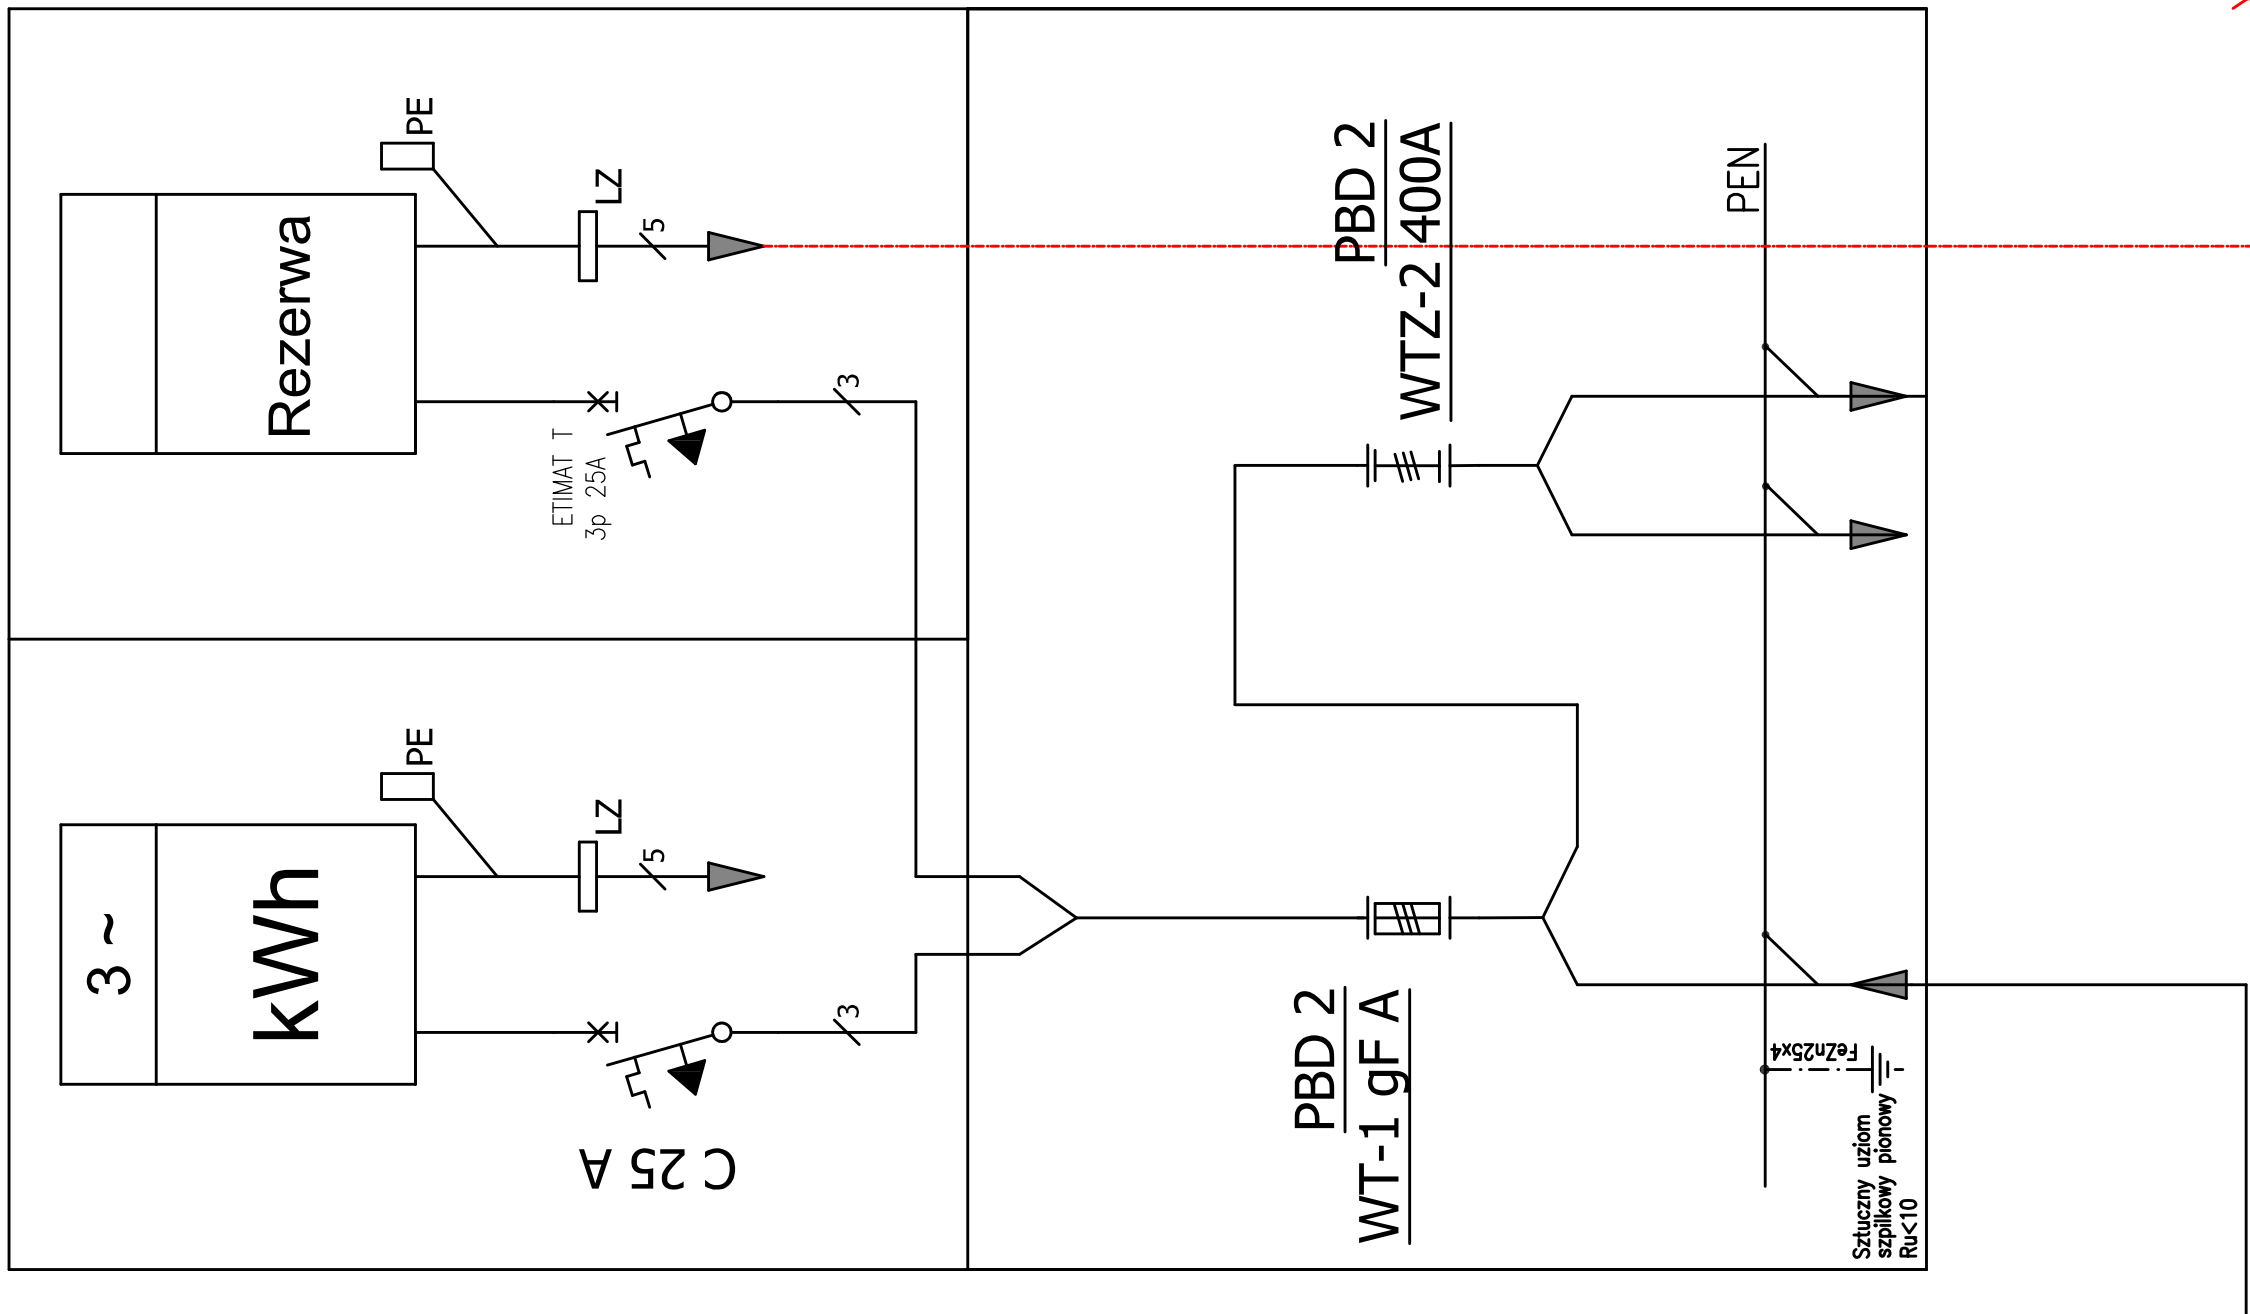 PE
LZ
5
Rezerwa
3
ETIMAT T
3p 25A
PBD 2
WTZ-2 400A
PEN
PE
LZ
5
3 ~
kWh
3
C 25 A
PBD 2
WT-1 gF A
FeZn25x4
Sztuczny uziom
szpilkowy pionowy
Ru<10